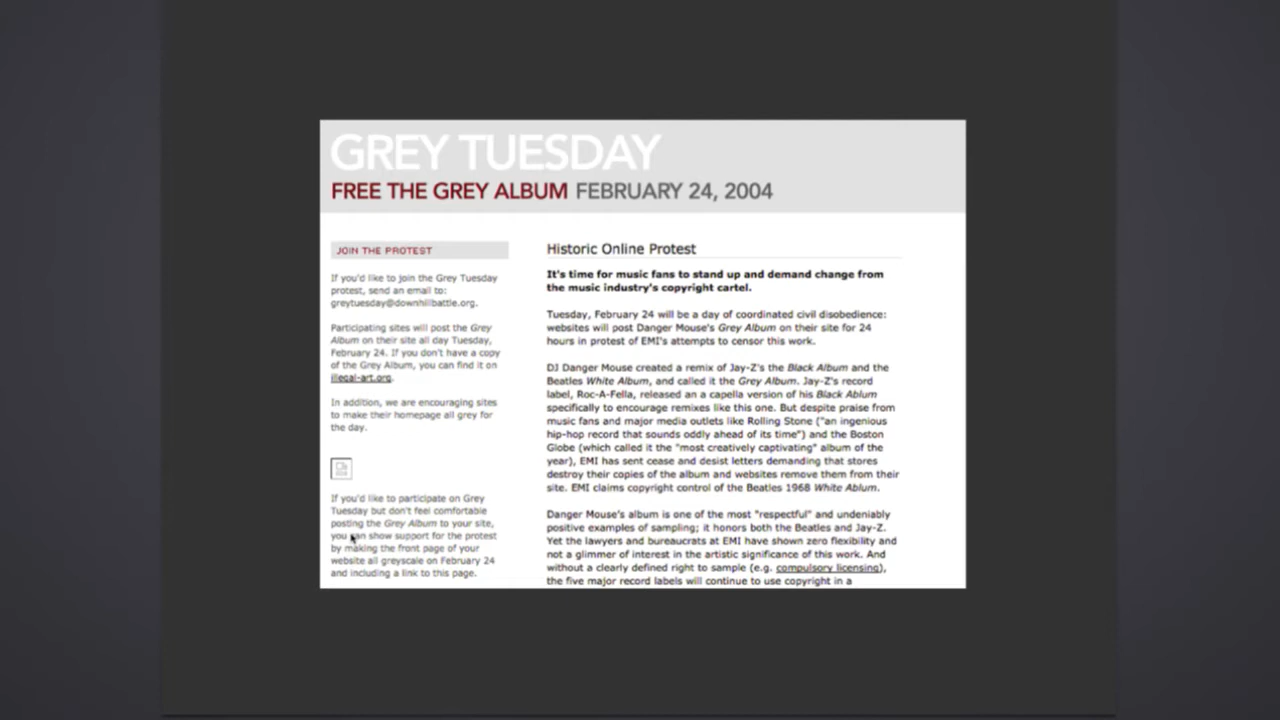 GREY TUESDAY
FREE THE GREY ALBUM FEBRUARY 24, 2004
JOIN THE PROTEST
If you'd like to join the Grey Tuesday
protest, send an email to:
greytuesday@downhillbattle.org.
Participating sites will post the Grey
Album on their site all day Tuesday,
February 24. If you don't have a copy
of the Grey Album, you can find it on
illegal-art.org.
In addition, we are encouraging sites
to make their homepage all grey for
the day.
If you'd like to participate on Grey
Tuesday but don't feel comfortable
posting the Grey Album to your site,
you can show support for the protest
by making the front page of your
website all greyscale on February 24
and including a link to this page.
Historic Online Protest
It's time for music fans to stand up and demand change from
the music industry's copyright cartel.
Tuesday, February 24 will be a day of coordinated civil disobedience:
websites will post Danger Mouse's Grey Album on their site for 24
hours in protest of EMI's attempts to censor this work.
DJ Danger Mouse created a remix of Jay-Z's the Black Album and the
Beatles White Album, and called it the Grey Album. Jay-Z's record
label, Roc-A-Fella, released an a capella version of his Black Ablum
specifically to encourage remixes like this one. But despite praise from
music fans and major media outlets like Rolling Stone ("an ingenious
hip-hop record that sounds oddly ahead of its time") and the Boston
Globe (which called it the "most creatively captivating" album of the
year), EMI has sent cease and desist letters demanding that stores
destroy their copies of the album and websites remove them from their
site. EMI claims copyright control of the Beatles 1968 White Ablum.
Danger Mouse's album is one of the most "respectful" and undeniably
positive examples of sampling; it honors both the Beatles and Jay-Z.
Yet the lawyers and bureaucrats at EMI have shown zero flexibility and
not a glimmer of interest in the artistic significance of this work. And
without a clearly defined right to sample (e.g. compulsory licensing),
the five major record labels will continue to use copyright in a